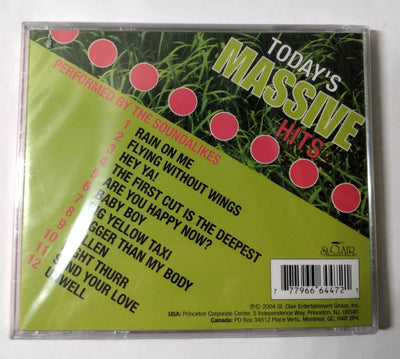 TODAY'S
MASSIVE
HITS
PERFORMED BY THE SOUNDALIKES
1 RAIN ON ME
2 FLYING WITHOUT WINGS
3 HEY YA!
4 THE FIRST CUT IS THE DEEPEST
5 BABY BOY
6 ARE YOU HAPPY NOW?
7 BIG YELLOW TAXI
8 BIGGER THAN MY BODY
9 FALLEN
10 RIGHT THURR
11 SEND YOUR LOVE
12 UNWELL
St.CLAIR
7 77966 64472 1
℗© 2004 St. Clair Entertainment Group, Inc.
USA: Princeton Corporate Center, 5 Independence Way, Princeton, NJ, 08540.
Canada: PO Box 34512 Place Vertu, Montreal, QC, H4R 2P4.